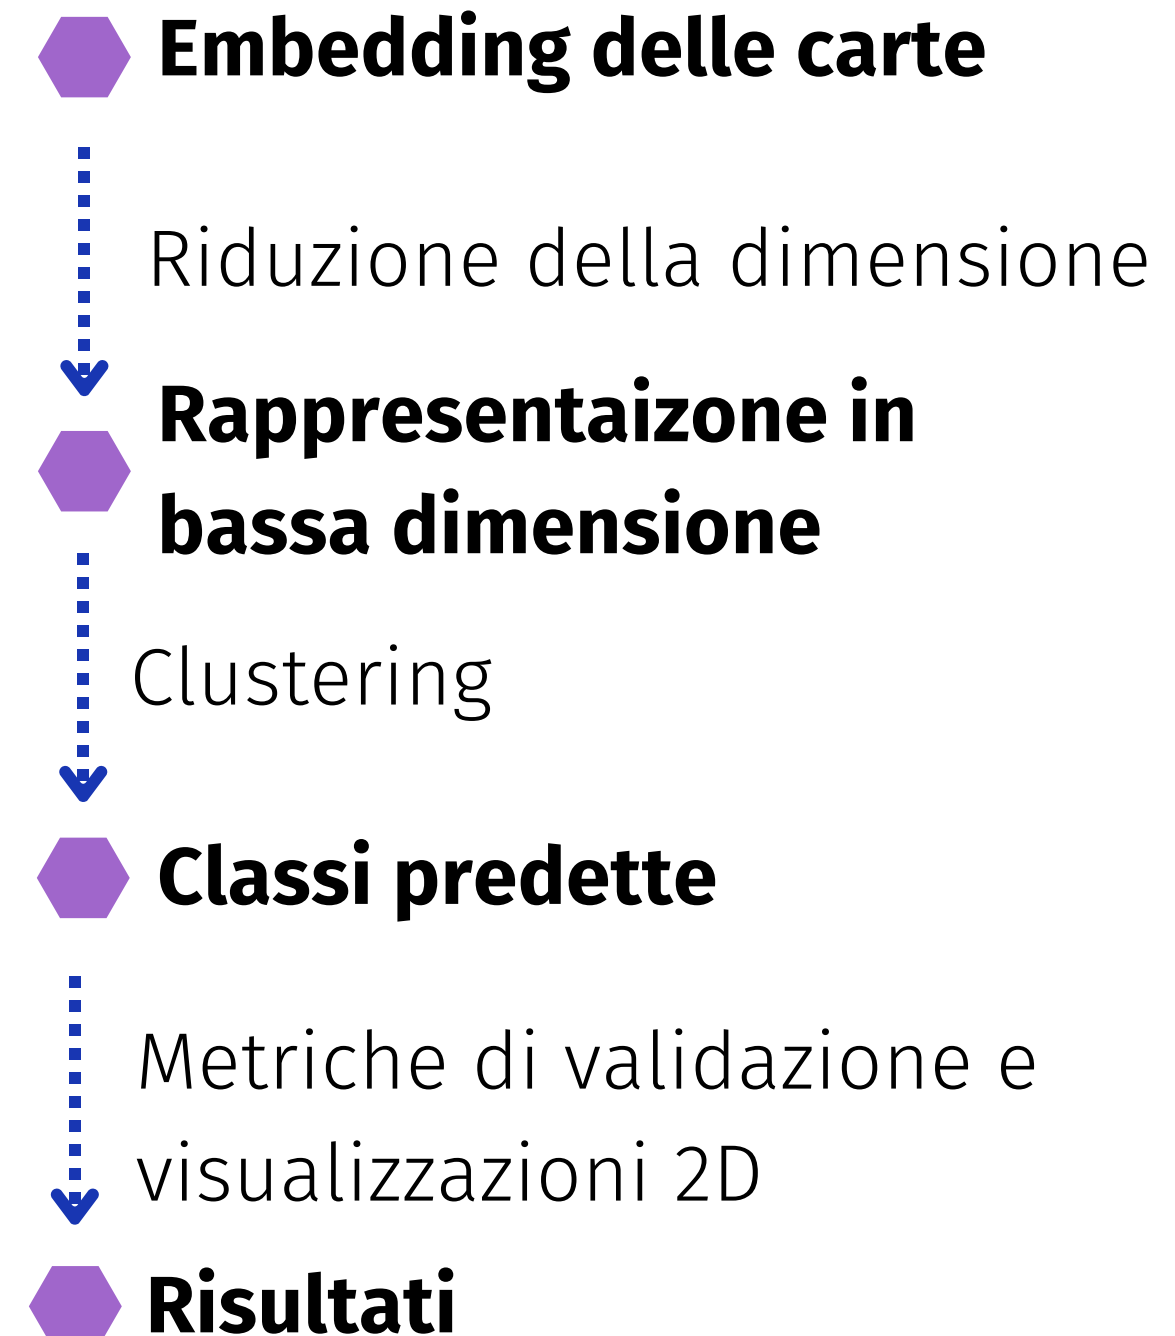 Embedding delle carte
Riduzione della dimensione
Rappresentaizone in
bassa dimensione
Clustering
Classi predette
Metriche di validazione e
visualizzazioni 2D
Risultati